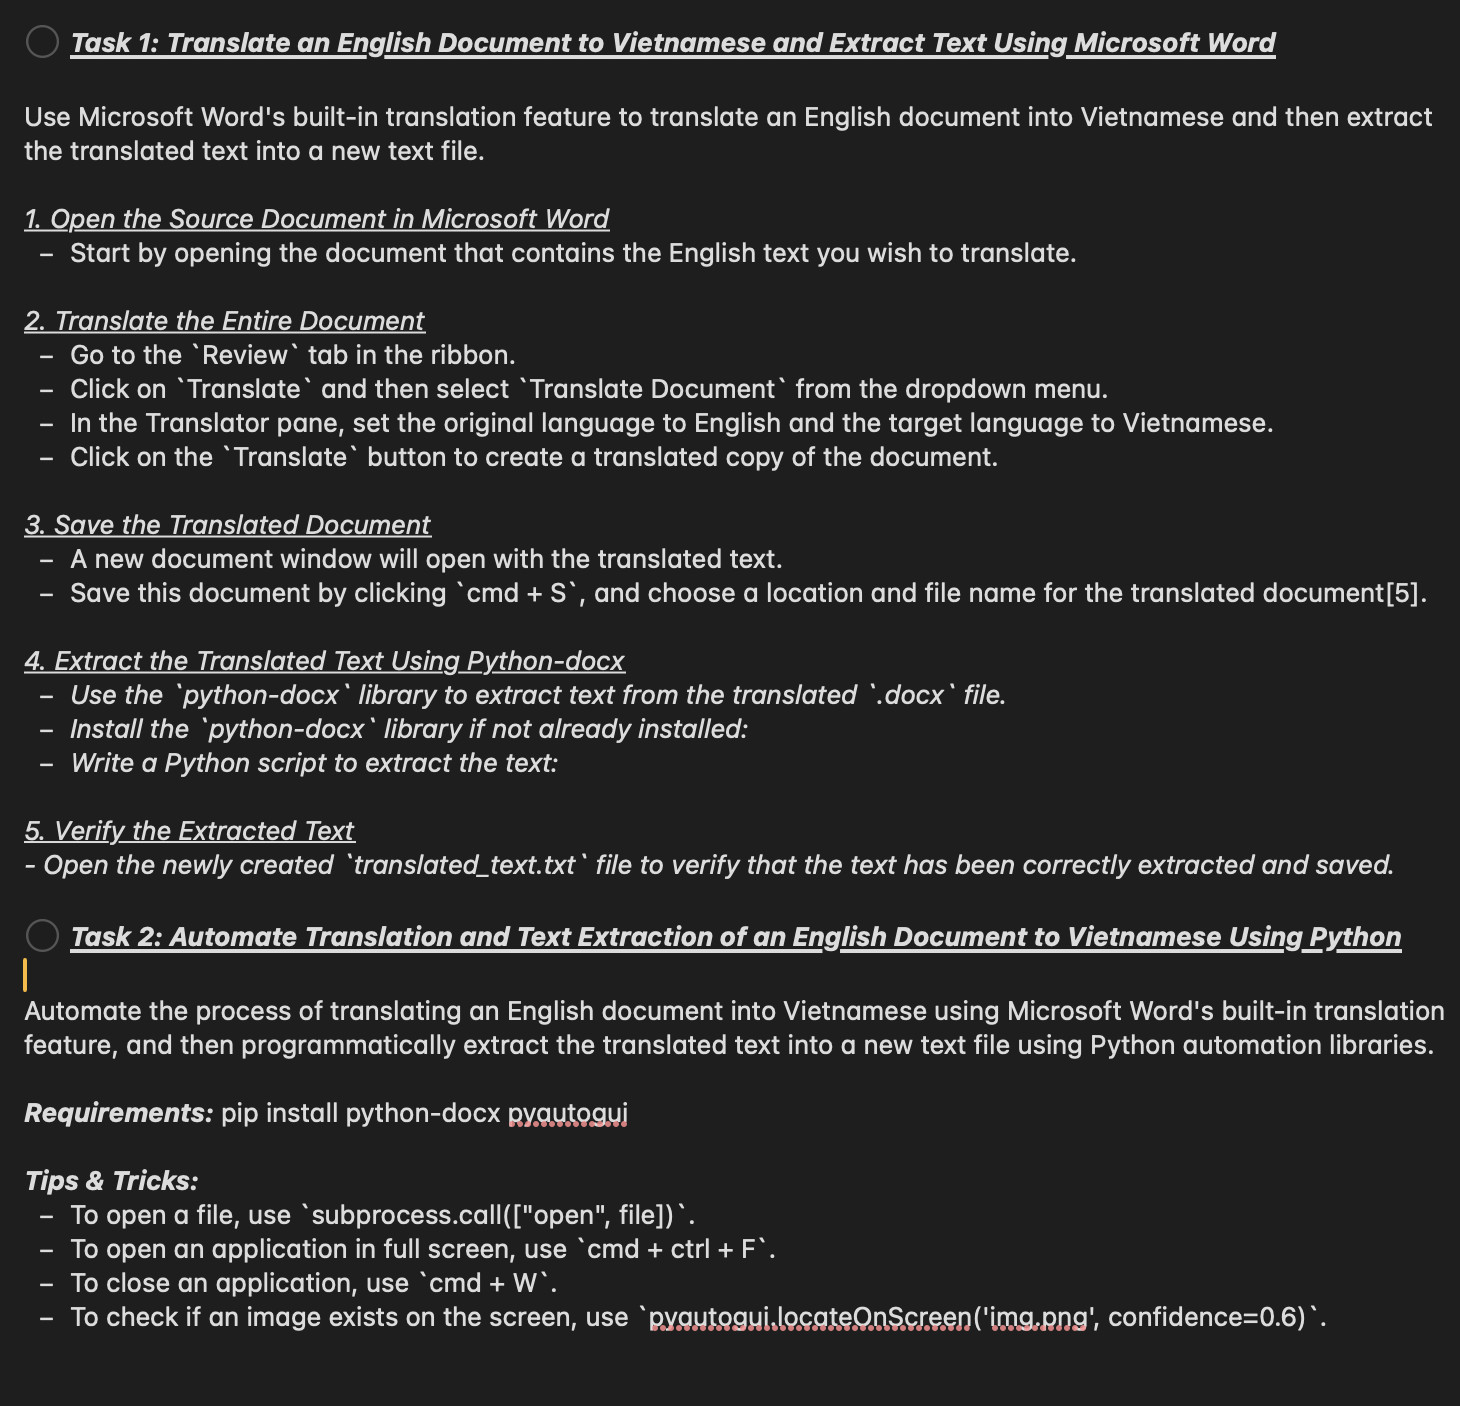 Task 1: Translate an English Document to Vietnamese and Extract Text Using Microsoft Word
Use Microsoft Word's built-in translation feature to translate an English document into Vietnamese and then extract
the translated text into a new text file.
1. Open the Source Document in Microsoft Word
– Start by opening the document that contains the English text you wish to translate.
2. Translate the Entire Document
– Go to the `Review` tab in the ribbon.
– Click on `Translate` and then select `Translate Document` from the dropdown menu.
– In the Translator pane, set the original language to English and the target language to Vietnamese.
– Click on the `Translate` button to create a translated copy of the document.
3. Save the Translated Document
– A new document window will open with the translated text.
– Save this document by clicking `cmd + S`, and choose a location and file name for the translated document[5].
4. Extract the Translated Text Using Python-docx
– Use the `python-docx` library to extract text from the translated `.docx` file.
– Install the `python-docx` library if not already installed:
– Write a Python script to extract the text:
5. Verify the Extracted Text
- Open the newly created `translated_text.txt` file to verify that the text has been correctly extracted and saved.
Task 2: Automate Translation and Text Extraction of an English Document to Vietnamese Using Python
Automate the process of translating an English document into Vietnamese using Microsoft Word's built-in translation
feature, and then programmatically extract the translated text into a new text file using Python automation libraries.
Requirements: pip install python-docx pyautogui
Tips & Tricks:
– To open a file, use `subprocess.call(["open", file])`.
– To open an application in full screen, use `cmd + ctrl + F`.
– To close an application, use `cmd + W`.
– To check if an image exists on the screen, use `pyautogui.locateOnScreen('img.png', confidence=0.6)`.